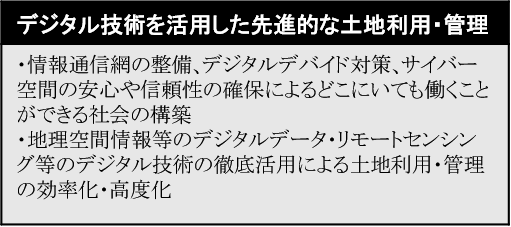 デジタル技術を活用した先進的な土地利用・管理
・情報通信網の整備、デジタルデバイド対策、サイバー
空間の安心や信頼性の確保によるどこにいても働くこと
ができる社会の構築
・地理空間情報等のデジタルデータ・リモートセンシン
グ等のデジタル技術の徹底活用による土地利用・管理
の効率化・高度化